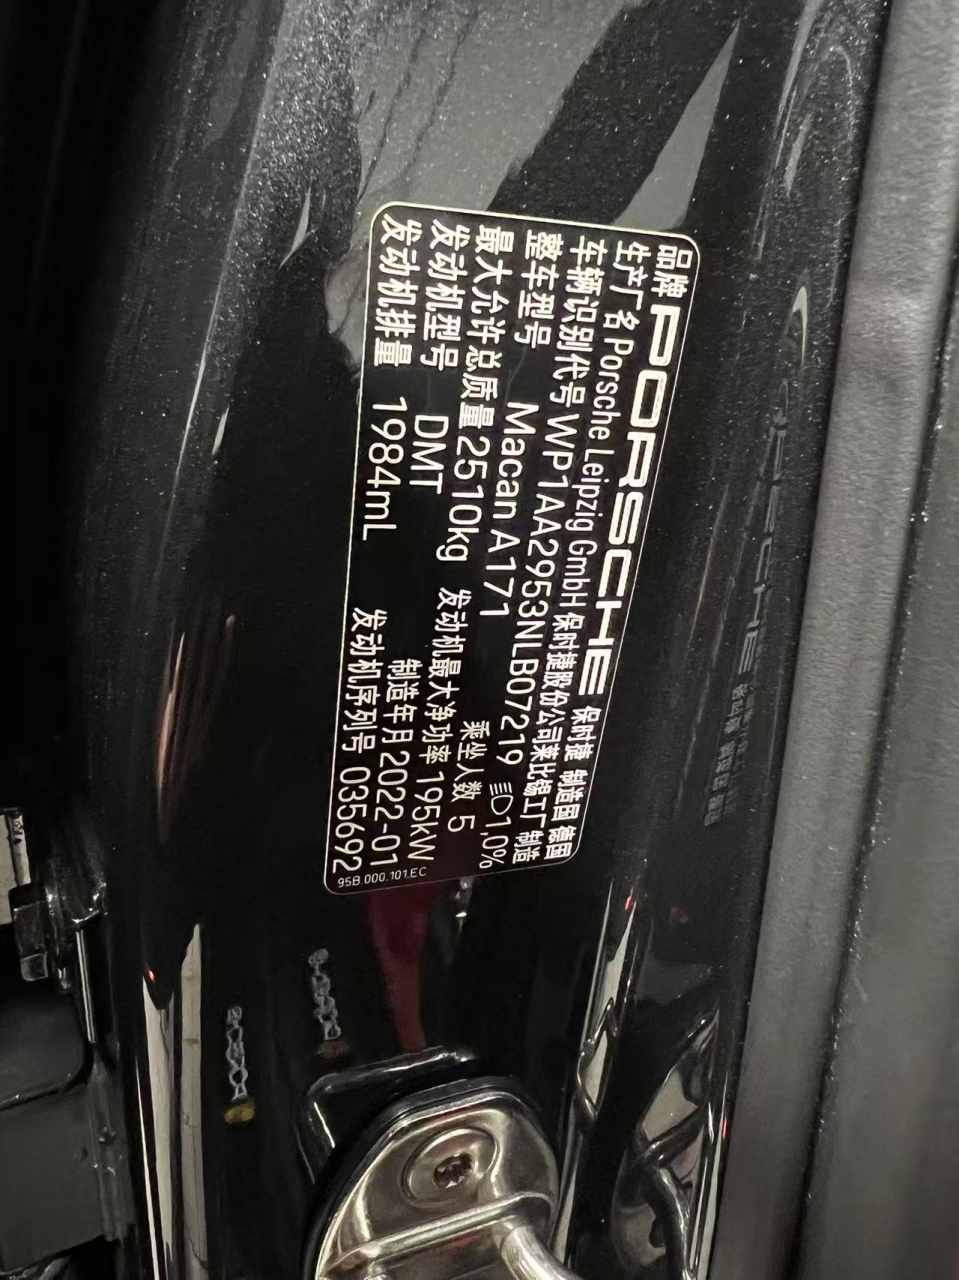 品牌 PORSCHE 保时捷 制造国 德国
生产厂名 Porsche Leipzig GmbH 保时捷股份公司莱比锡工厂 制造
车辆识别代号 WP1AA2953NLB07219 1,0%
整车型号 Macan A171 乘坐人数 5
最大允许总质量 2510kg 发动机最大净功率 195kW
发动机型号 DMT 制造年月 2022-01
发动机排量 1984mL 发动机序列号 035692
95B.000.101.EC